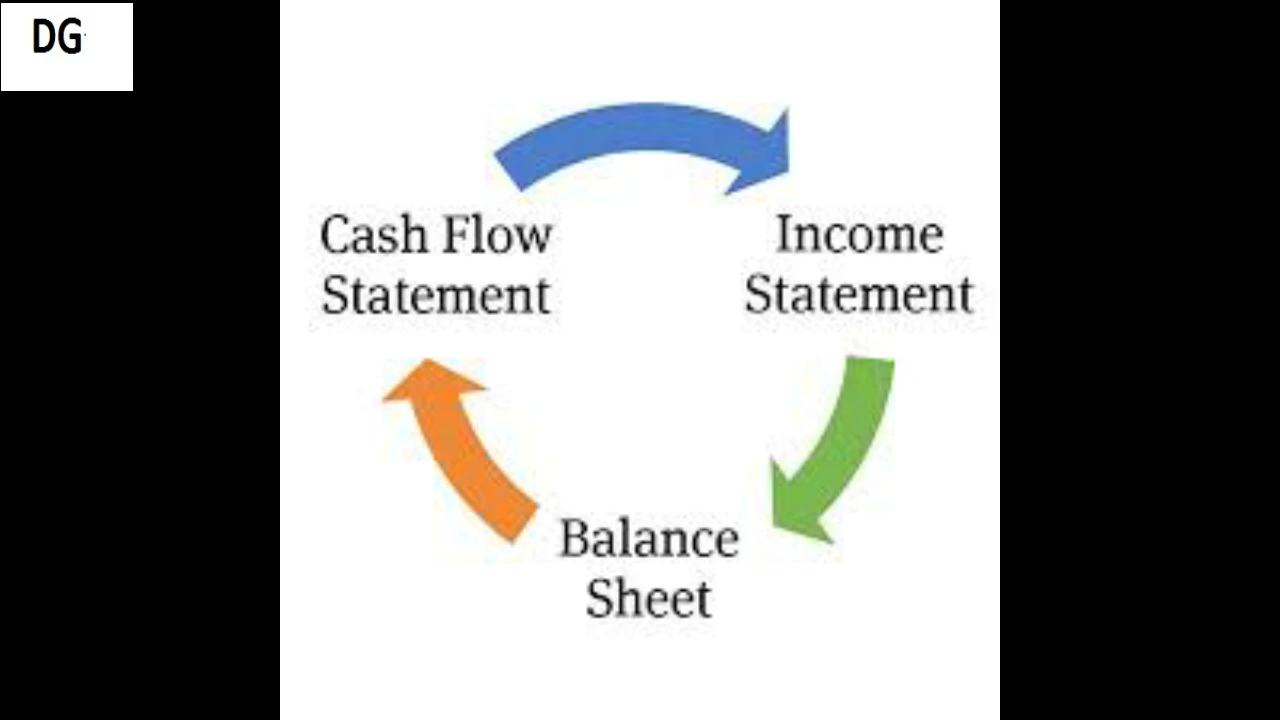 DG
Cash Flow
Statement
Income
Statement
Balance
Sheet